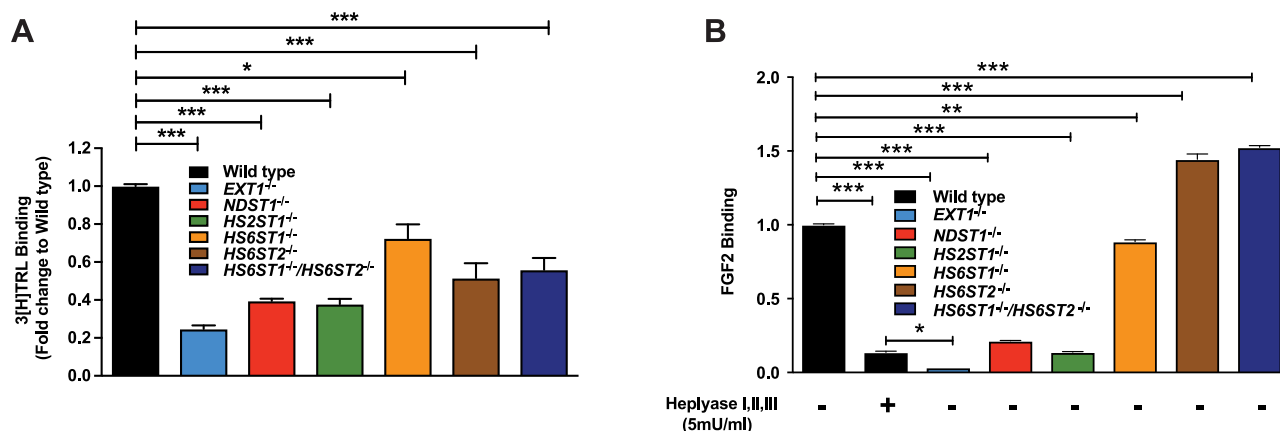 A
***
***
*
***
***
***
3[H]TRL Binding
(Fold change to Wild type)
1.0
0.8
0.6
0.4
0.2
0.0
Wild type
EXT1-/-
NDST1-/-
HS2ST1-/-
HS6ST1-/-
HS6ST2-/-
HS6ST1-/-/HS6ST2-/-
B
***
***
**
***
***
***
***
*
FGF2 Binding
2.0
1.5
1.0
0.5
0.0
Wild type
EXT1-/-
NDST1-/-
HS2ST1-/-
HS6ST1-/-
HS6ST2-/-
HS6ST1-/-/HS6ST2-/-
Heplyase I,II,III - + - - - - - -
(5mU/ml)